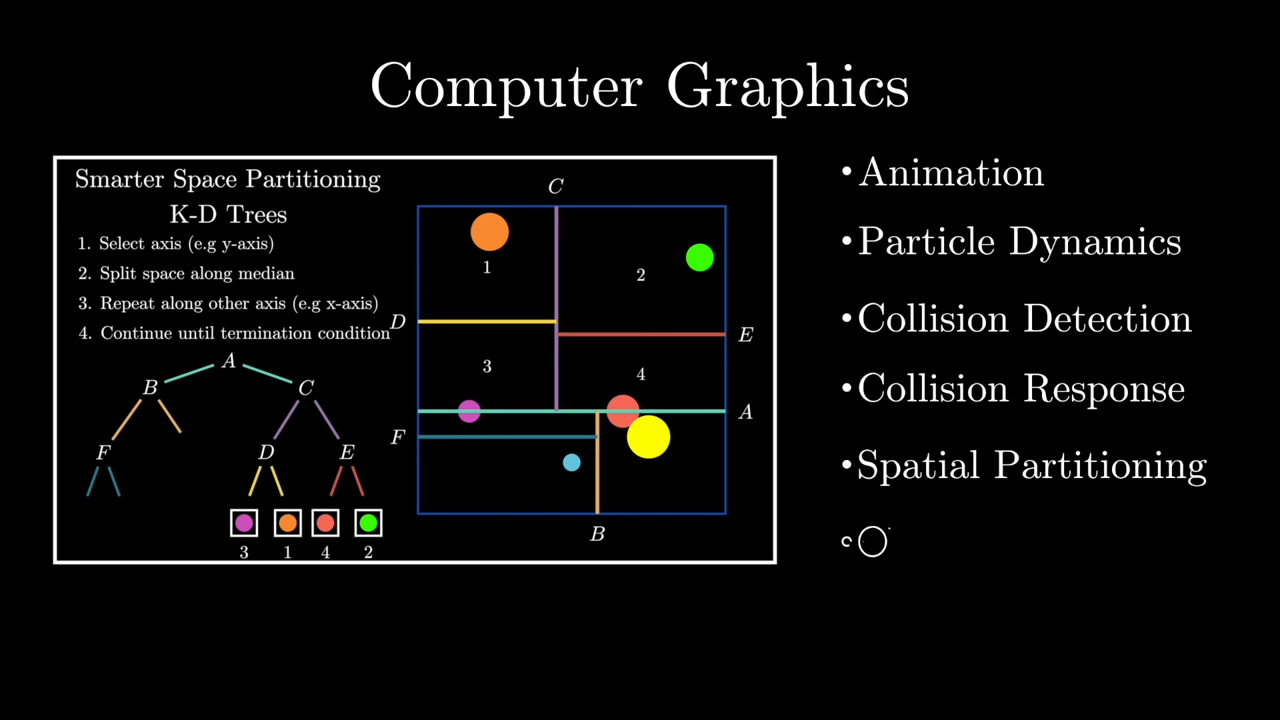 Computer Graphics
Smarter Space Partitioning
K-D Trees
1. Select axis (e.g y-axis)
2. Split space along median
3. Repeat along other axis (e.g x-axis)
4. Continue until termination condition
A
B C
F D E
3 1 4 2
C
1 2
D
E
3 4
A
F
B
•Animation
•Particle Dynamics
•Collision Detection
•Collision Response
•Spatial Partitioning